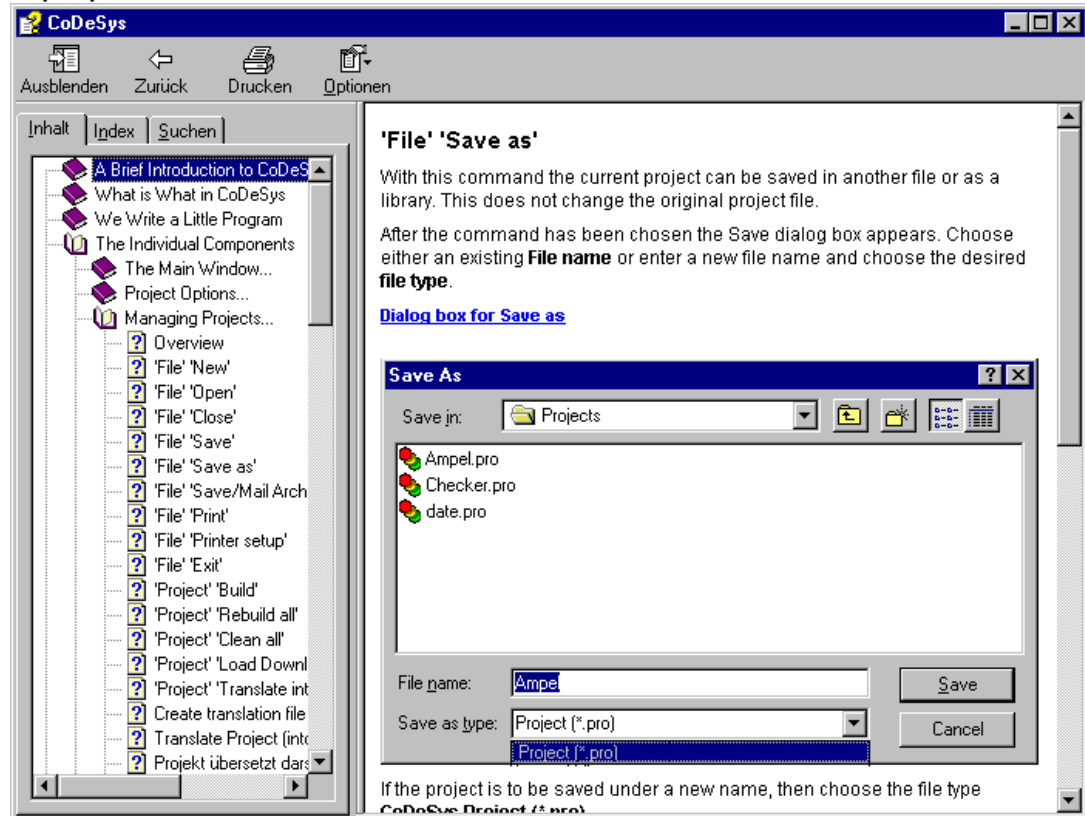 CoDeSys
Ausblenden Zurück Drucken Optionen
Inhalt Index Suchen
A Brief Introduction to CoDeS
What is What in CoDeSys
We Write a Little Program
The Individual Components
The Main Window...
Project Options...
Managing Projects...
Overview
'File' 'New'
'File' 'Open'
'File' 'Close'
'File' 'Save'
'File' 'Save as'
'File' 'Save/Mail Arch
'File' 'Print'
'File' 'Printer setup'
'File' 'Exit'
'Project' 'Build'
'Project' 'Rebuild all'
'Project' 'Clean all'
'Project' 'Load Downl
'Project' 'Translate int
Create translation file
Translate Project (into
Projekt übersetzt dars
'File' 'Save as'
With this command the current project can be saved in another file or as a
library. This does not change the original project file.
After the command has been chosen the Save dialog box appears. Choose
either an existing File name or enter a new file name and choose the desired
file type.
Dialog box for Save as
Save As
Save in: Projects
Ampel.pro
Checker.pro
date.pro
File name: Ampel Save
Save as type: Project (*.pro) Cancel
Project (*.pro)
If the project is to be saved under a new name, then choose the file type
CoDeSys Project (*.pro)